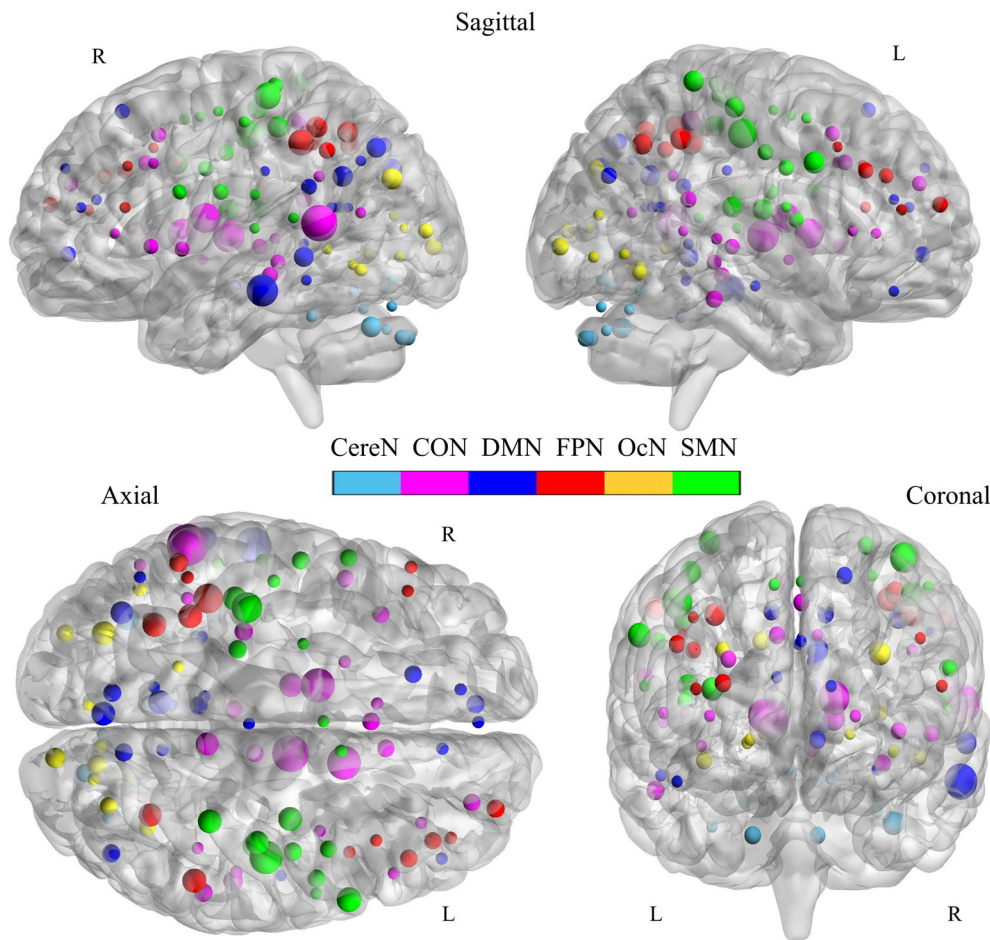 Sagittal
R L
CereN CON DMN FPN OcN SMN
Axial Coronal
R
L L R